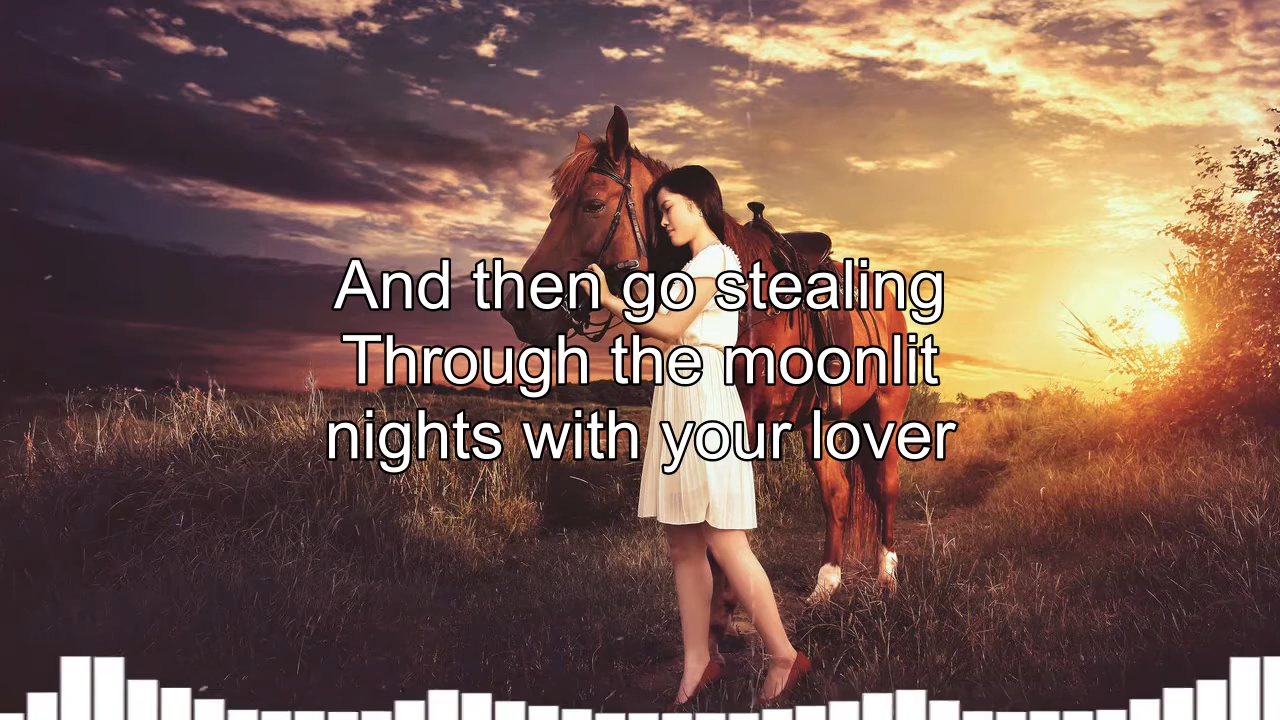 And then go stealing
Through the moonlit
nights with your lover